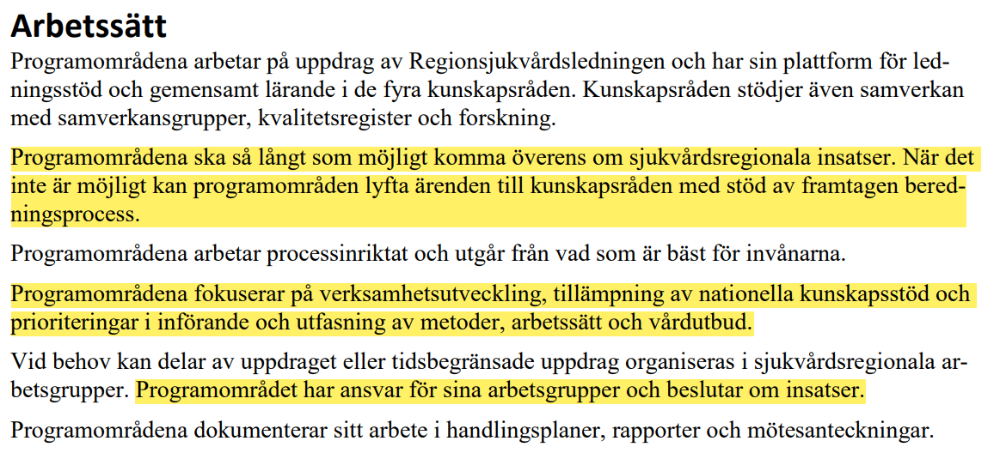 Arbetssätt
Programområdena arbetar på uppdrag av Regionsjukvårdsledningen och har sin plattform för led-
ningsstöd och gemensamt lärande i de fyra kunskapsråden. Kunskapsråden stödjer även samverkan
med samverkansgrupper, kvalitetsregister och forskning.
Programområdena ska så långt som möjligt komma överens om sjukvårdsregionala insatser. När det
inte är möjligt kan programområden lyfta ärenden till kunskapsråden med stöd av framtagen bered-
ningsprocess.
Programområdena arbetar processinriktat och utgår från vad som är bäst för invånarna.
Programområdena fokuserar på verksamhetsutveckling, tillämpning av nationella kunskapsstöd och
prioriteringar i införande och utfasning av metoder, arbetssätt och vårdutbud.
Vid behov kan delar av uppdraget eller tidsbegränsade uppdrag organiseras i sjukvårdsregionala ar-
betsgrupper. Programområdet har ansvar för sina arbetsgrupper och beslutar om insatser.
Programområdena dokumenterar sitt arbete i handlingsplaner, rapporter och mötesanteckningar.